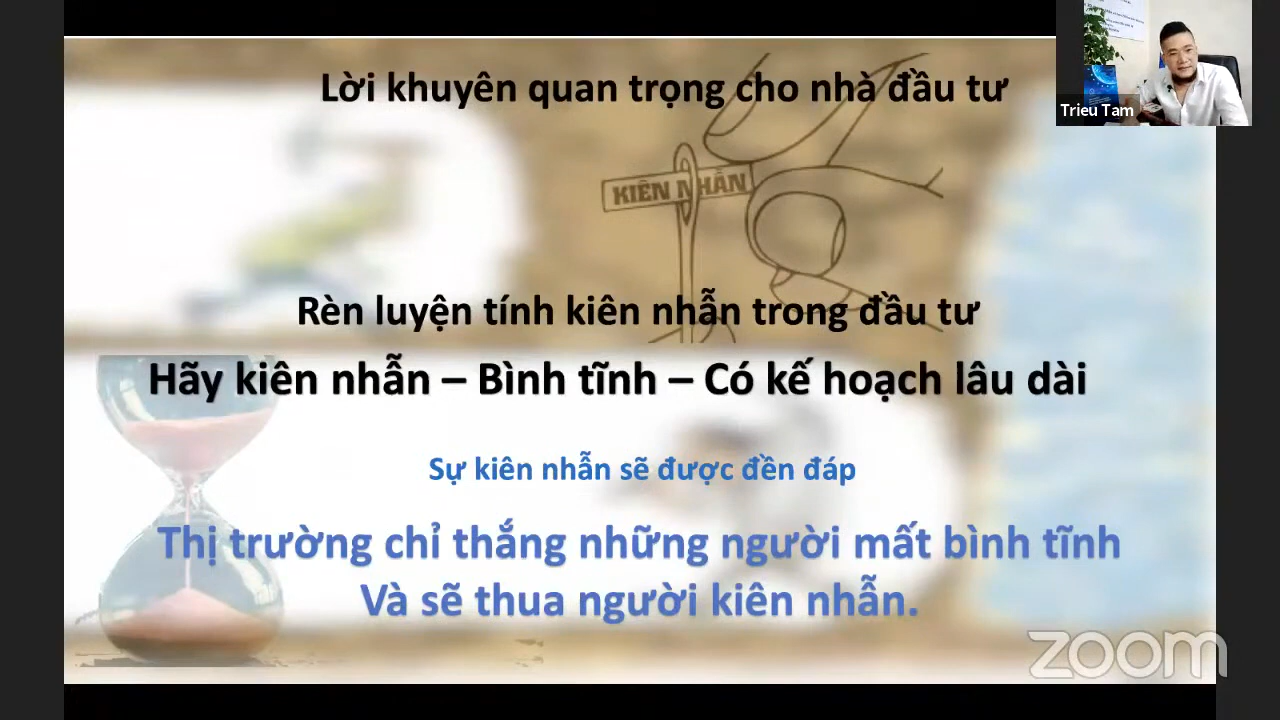 Lời khuyên quan trọng cho nhà đầu tư
Trieu Tam
KIÊN NHẪN
Rèn luyện tính kiên nhẫn trong đầu tư
Hãy kiên nhẫn – Bình tĩnh – Có kế hoạch lâu dài
Sự kiên nhẫn sẽ được đền đáp
Thị trường chỉ thắng những người mất bình tĩnh
Và sẽ thua người kiên nhẫn.
zoom